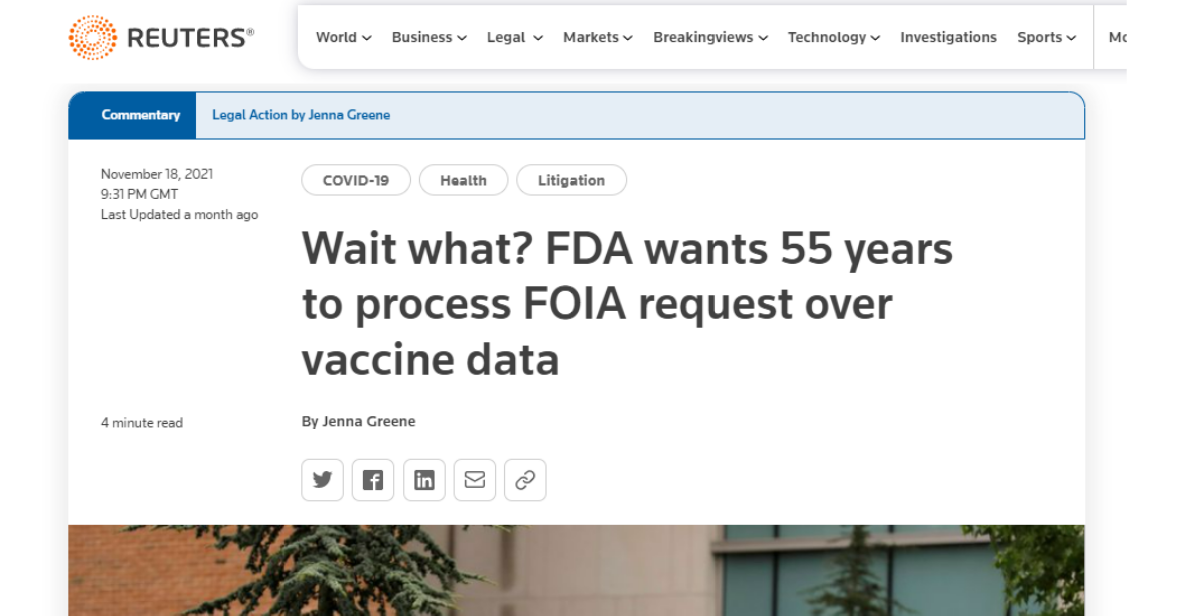 REUTERS®
World Business Legal Markets Breakingviews Technology Investigations Sports Mo
Commentary Legal Action by Jenna Greene
November 18, 2021
9:31 PM GMT
Last Updated a month ago
COVID-19 Health Litigation
Wait what? FDA wants 55 years
to process FOIA request over
vaccine data
4 minute read
By Jenna Greene